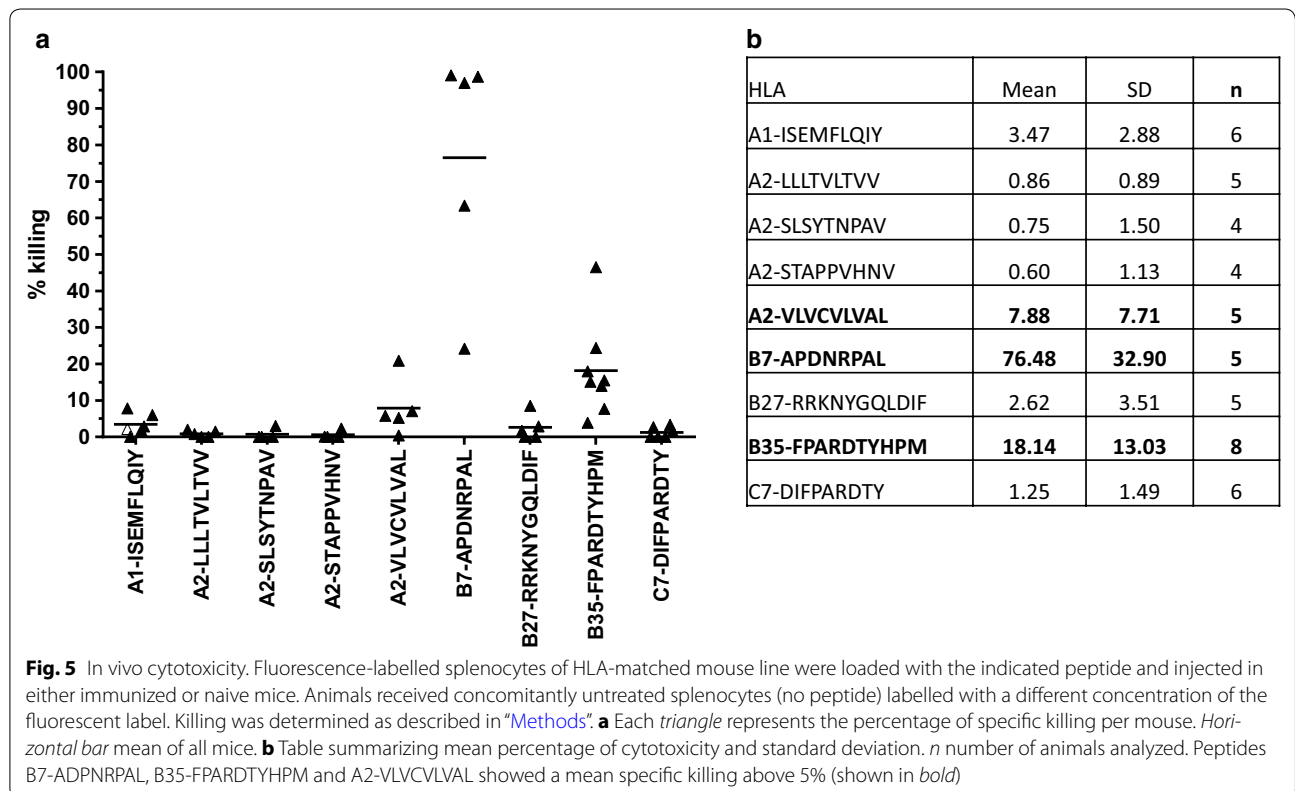 a
100
90
80
70
60
50
40
30
20
10
0
% killing
A1-ISEMFLQIY
A2-LLLTVLTVV
A2-SLSYTNPAV
A2-STAPPVHNV
A2-VLVCVLVAL
B7-APDNRPAL
B27-RRKNYGQLDIF
B35-FPARDTYHPM
C7-DIFPARDTY
b
HLA Mean SD n
A1-ISEMFLQIY 3.47 2.88 6
A2-LLLTVLTVV 0.86 0.89 5
A2-SLSYTNPAV 0.75 1.50 4
A2-STAPPVHNV 0.60 1.13 4
A2-VLVCVLVAL 7.88 7.71 5
B7-APDNRPAL 76.48 32.90 5
B27-RRKNYGQLDIF 2.62 3.51 5
B35-FPARDTYHPM 18.14 13.03 8
C7-DIFPARDTY 1.25 1.49 6
Fig. 5 In vivo cytotoxicity. Fluorescence-labelled splenocytes of HLA-matched mouse line were loaded with the indicated peptide and injected in
either immunized or naive mice. Animals received concomitantly untreated splenocytes (no peptide) labelled with a different concentration of the
fluorescent label. Killing was determined as described in “Methods”. a Each triangle represents the percentage of specific killing per mouse. Hori-
zontal bar mean of all mice. b Table summarizing mean percentage of cytotoxicity and standard deviation. n number of animals analyzed. Peptides
B7-ADPNRPAL, B35-FPARDTYHPM and A2-VLVCVLVAL showed a mean specific killing above 5% (shown in bold)